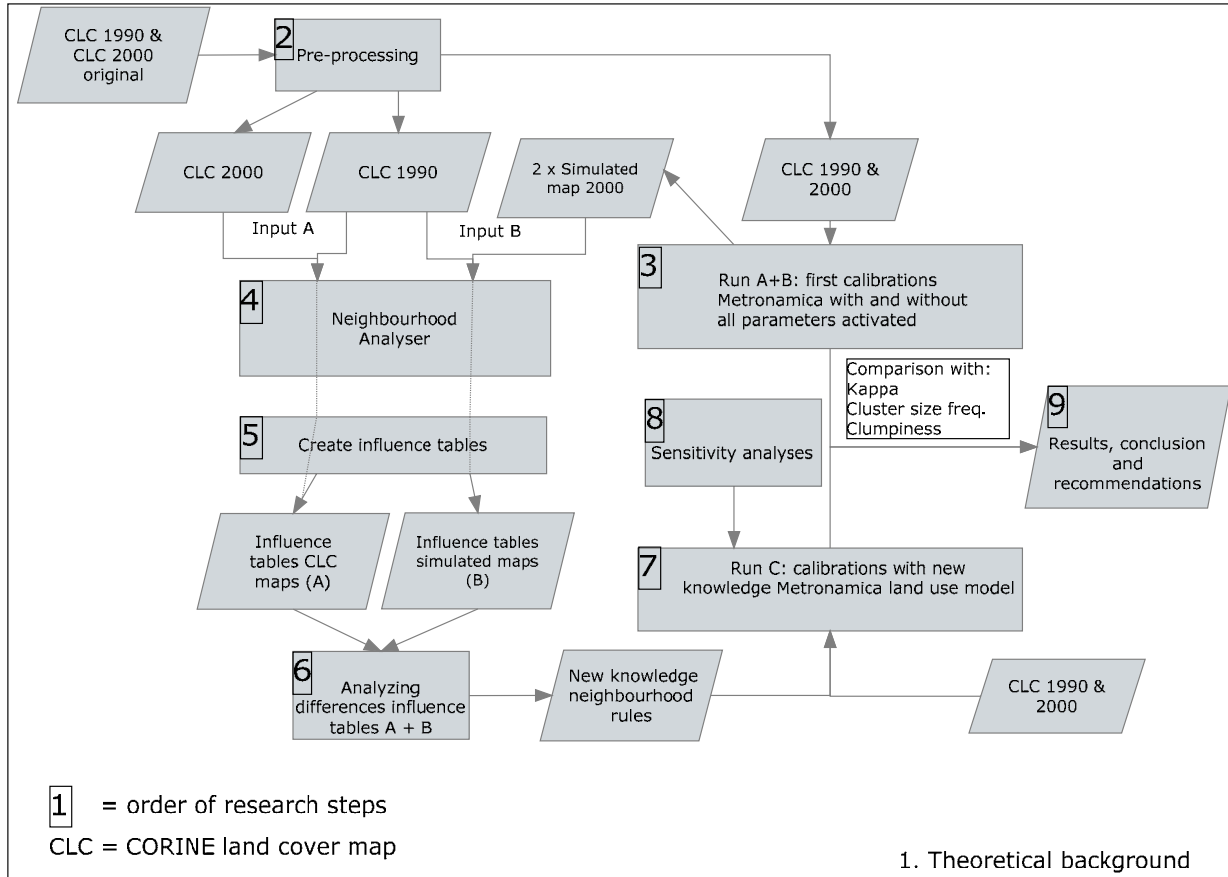 CLC 1990 &
CLC 2000
original
2
Pre-processing
CLC 2000
CLC 1990
2 x Simulated
map 2000
CLC 1990 &
2000
Input A
Input B
3
Run A+B: first calibrations
Metronamica with and without
all parameters activated
4
Neighbourhood
Analyser
Comparison with:
Kappa
Cluster size freq.
Clumpiness
5
Create influence tables
8
Sensitivity analyses
9
Results, conclusion
and
recommendations
Influence
tables CLC
maps (A)
Influence tables
simulated maps
(B)
7
Run C: calibrations with new
knowledge Metronamica land use model
6
Analyzing
differences influence
tables A + B
New knowledge
neighbourhood
rules
CLC 1990 &
2000
1 = order of research steps
CLC = CORINE land cover map
1. Theoretical background